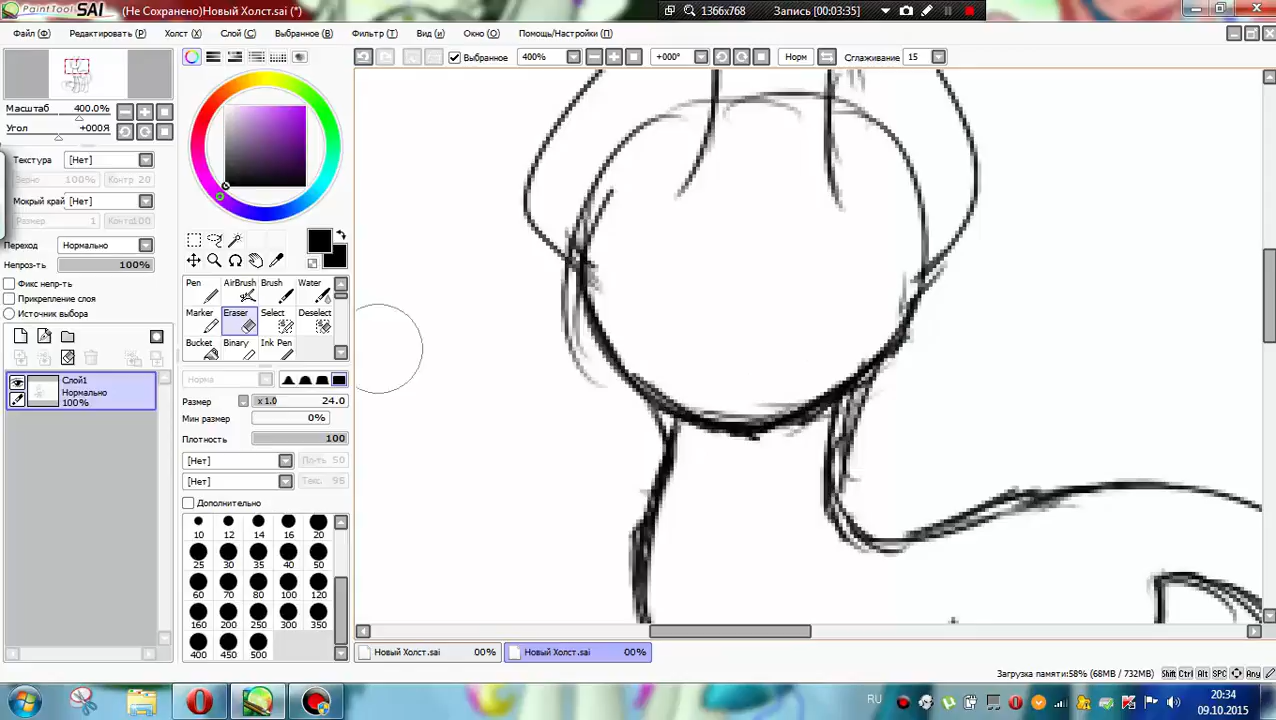 PaintTool SAI (Не Сохранено)Новый Холст.sai (*)
1366x768 Запись [00:03:35]
Файл (Ф) Редактировать (Р) Холст (Х) Слой (С) Выбранное (В) Фильтр (Т) Вид (и) Окно (О) Помощь/Настройки (П)
Выбранное 400% +000° Норм Сглаживание 15
Масштаб 400.0%
Угол +000Я
Текстура [Нет]
100% Контр 20
Мокрый край [Нет]
Размер 1 Контр 100
Переход Нормально
Непроз-ть 100%
Фикс непр-ть
Прикрепление слоя
Источник выбора
Слой1
Нормально
100%
Pen AirBrush Brush Water
Marker Eraser Select Deselect
Bucket Binary Ink Pen
Норма
Размер x 1.0 24.0
Мин размер 0%
Плотность 100
[Нет] Пл-ть 50
[Нет] Текс. 95
Дополнительно
10 12 14 16 20
25 30 35 40 50
60 70 80 100 120
160 200 250 300 350
400 450 500
Новый Холст.sai 00% Новый Холст.sai 00%
Загрузка памяти:58% (68MB / 732MB) Shift Ctrl Alt SPC Any
RU 20:34
09.10.2015